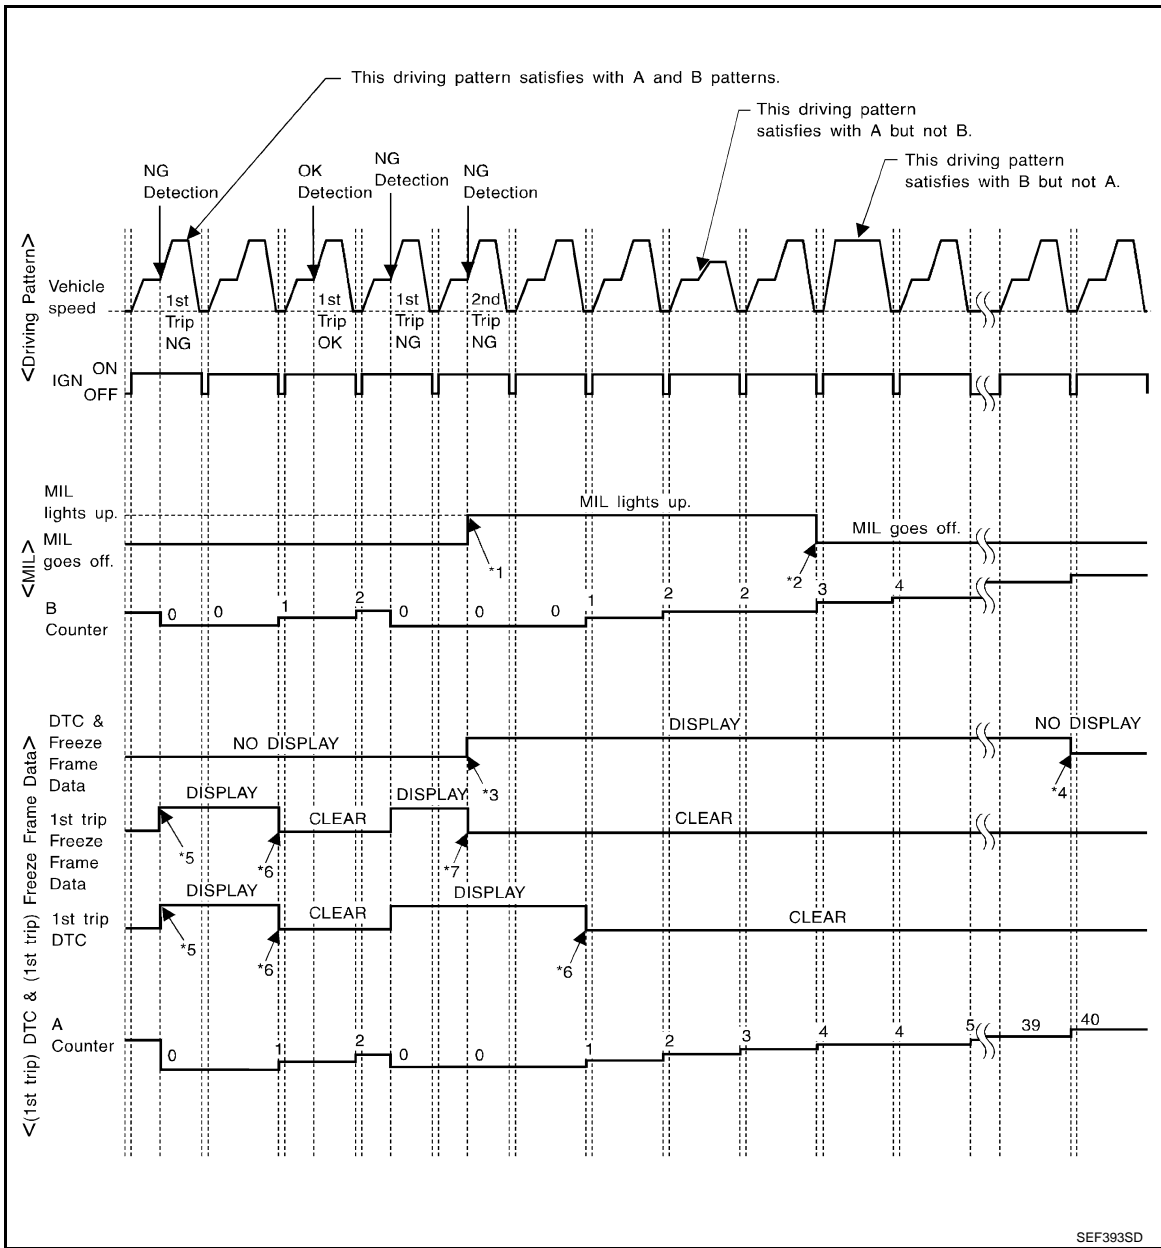 This driving pattern satisfies with A and B patterns.
This driving pattern
satisfies with A but not B.
This driving pattern
satisfies with B but not A.
NG
Detection
OK
Detection
NG
Detection
NG
Detection
<Driving Pattern>
Vehicle
speed
1st
Trip
NG
1st
Trip
OK
1st
Trip
NG
2nd
Trip
NG
IGN
ON
OFF
<MIL>
MIL
lights up.
MIL
goes off.
MIL lights up.
MIL goes off.
*1
*2
B
Counter
0 0 1 2 0 0 0 1 2 2 3 4
<(1st trip) DTC & (1st trip) Freeze Frame Data>
DTC &
Freeze
Frame
Data
NO DISPLAY
DISPLAY
NO DISPLAY
*3
*4
1st trip
Freeze
Frame
Data
DISPLAY
CLEAR
DISPLAY
CLEAR
*5
*6
*7
1st trip
DTC
DISPLAY
CLEAR
DISPLAY
CLEAR
*5
*6
*6
A
Counter
0 1 2 0 0 1 2 3 4 4 5 39 40
SEF393SD